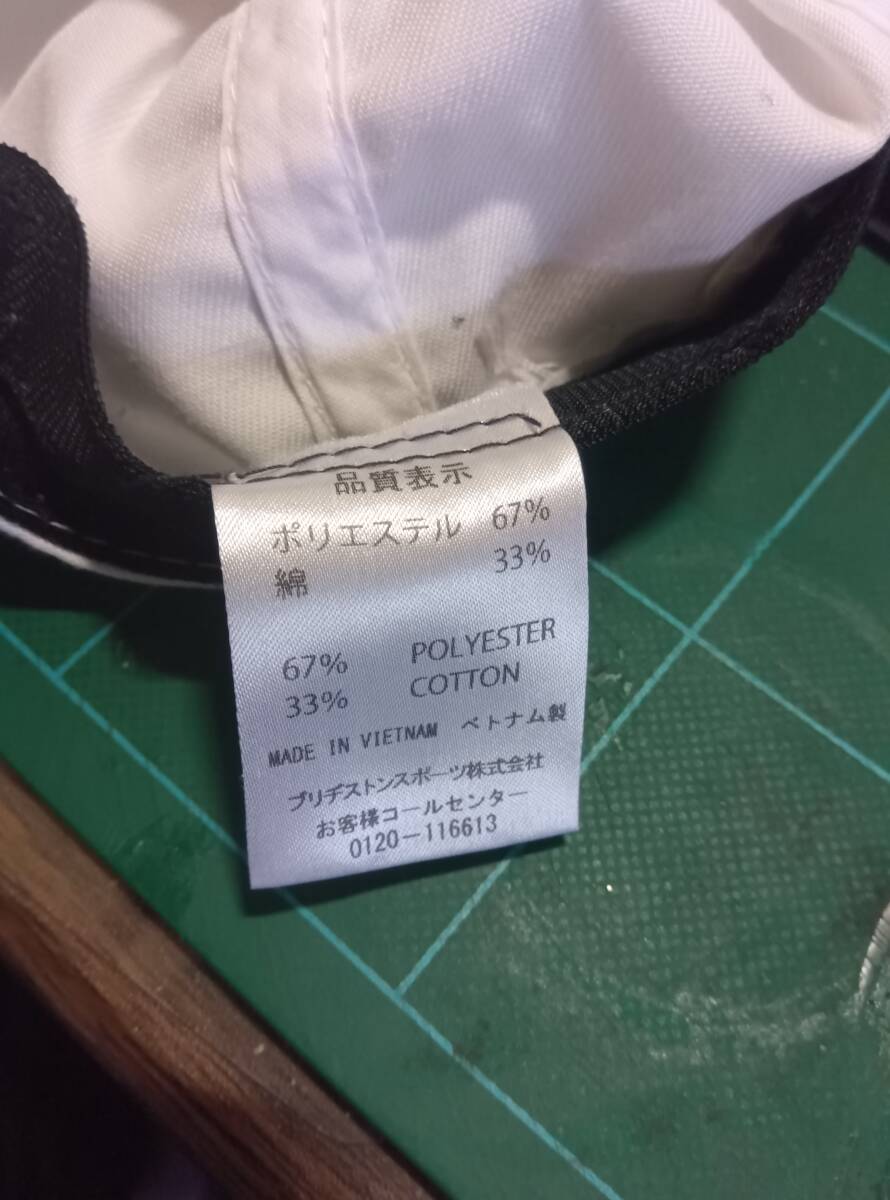 品質表示
ポリエステル 67%
綿 33%
67% POLYESTER
33% COTTON
MADE IN VIETNAM ベトナム製
ブリヂストンスポーツ株式会社
お客様コールセンター
0120-116613